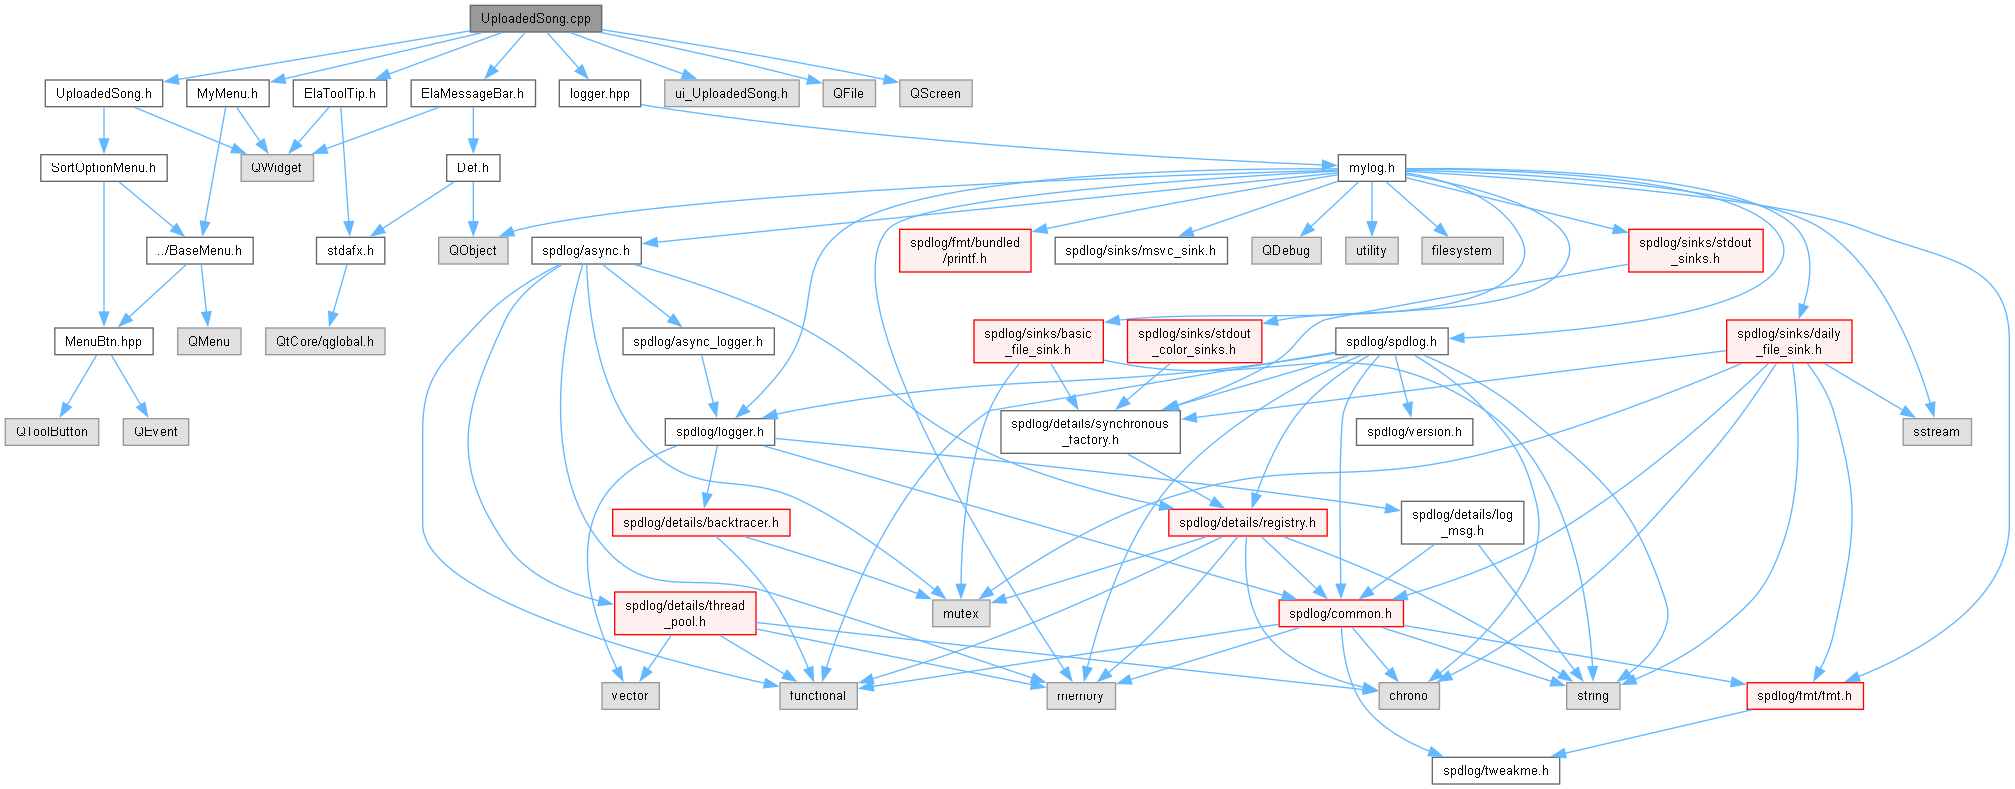 UploadedSong.cpp
UploadedSong.h
MyMenu.h
ElaToolTip.h
ElaMessageBar.h
logger.hpp
ui_UploadedSong.h
QFile
QScreen
SortOptionMenu.h
QWidget
Def.h
mylog.h
../BaseMenu.h
stdafx.h
QObject
spdlog/async.h
spdlog/fmt/bundled
/printf.h
spdlog/sinks/msvc_sink.h
QDebug
utility
filesystem
spdlog/sinks/stdout
_sinks.h
MenuBtn.hpp
QMenu
QtCore/qglobal.h
spdlog/async_logger.h
spdlog/sinks/basic
_file_sink.h
spdlog/sinks/stdout
_color_sinks.h
spdlog/spdlog.h
spdlog/sinks/daily
_file_sink.h
QToolButton
QEvent
spdlog/logger.h
spdlog/details/synchronous
_factory.h
spdlog/version.h
sstream
spdlog/details/backtracer.h
spdlog/details/registry.h
spdlog/details/log
_msg.h
spdlog/details/thread
_pool.h
mutex
spdlog/common.h
vector
functional
memory
chrono
string
spdlog/fmt/fmt.h
spdlog/tweakme.h